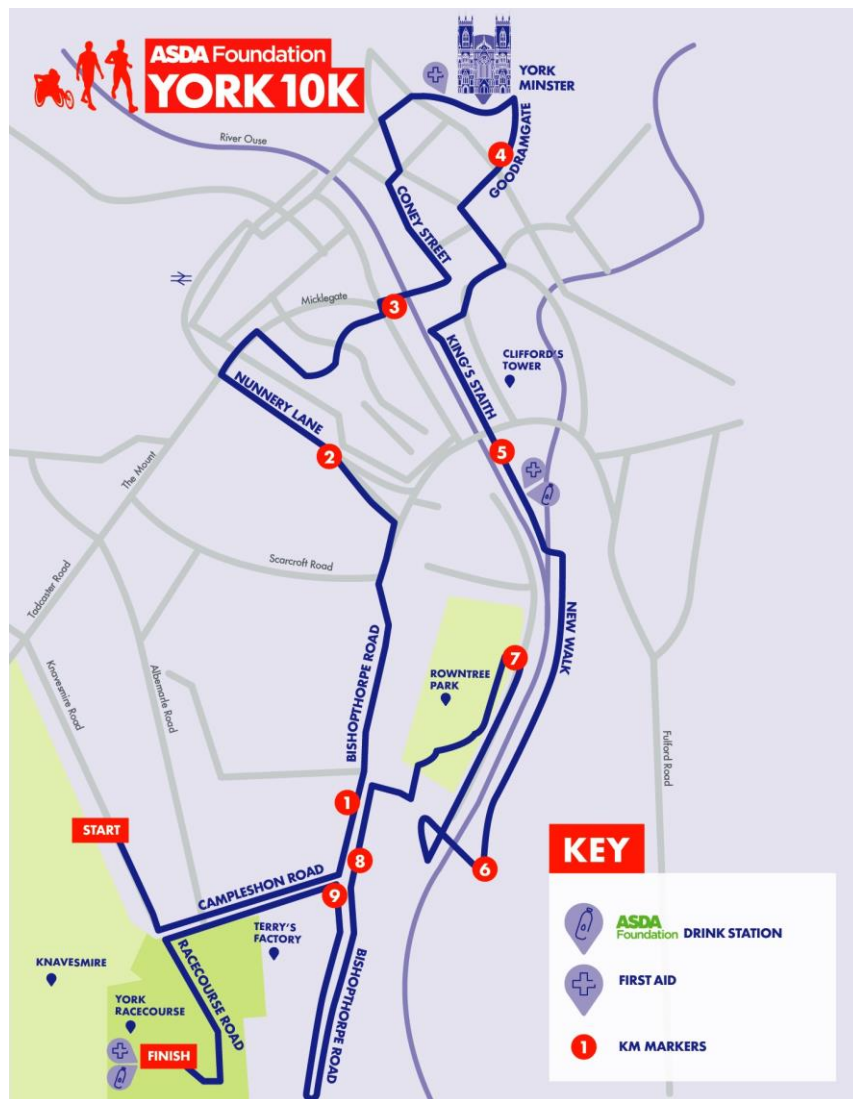 ASDA Foundation
YORK 10K
YORK
MINSTER
River Ouse
4
GOODRAMGATE
CONEY STREET
3
Micklegate
KING'S STAITH
CLIFFORD'S
TOWER
NUNNERY LANE
2
5
The Mount
Scarcroft Road
Tadcaster Road
NEW WALK
7
ROWNTREE
PARK
Knavesmire Road
Albemarle Road
BISHOPTHORPE ROAD
Fulford Road
1
START
8
6
CAMPLESHON ROAD
9
TERRY'S
FACTORY
KNAVESMIRE
RACECOURSE ROAD
BISHOPTHORPE ROAD
YORK
RACECOURSE
FINISH
KEY
ASDA
Foundation DRINK STATION
FIRST AID
1 KM MARKERS